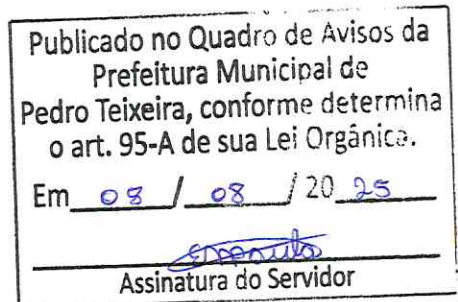 Publicado no Quadro de Avisos da
Prefeitura Municipal de
Pedro Teixeira, conforme determina
o art. 95-A de sua Lei Orgânica.
Em 08 / 08 / 20 25
Assinatura do Servidor